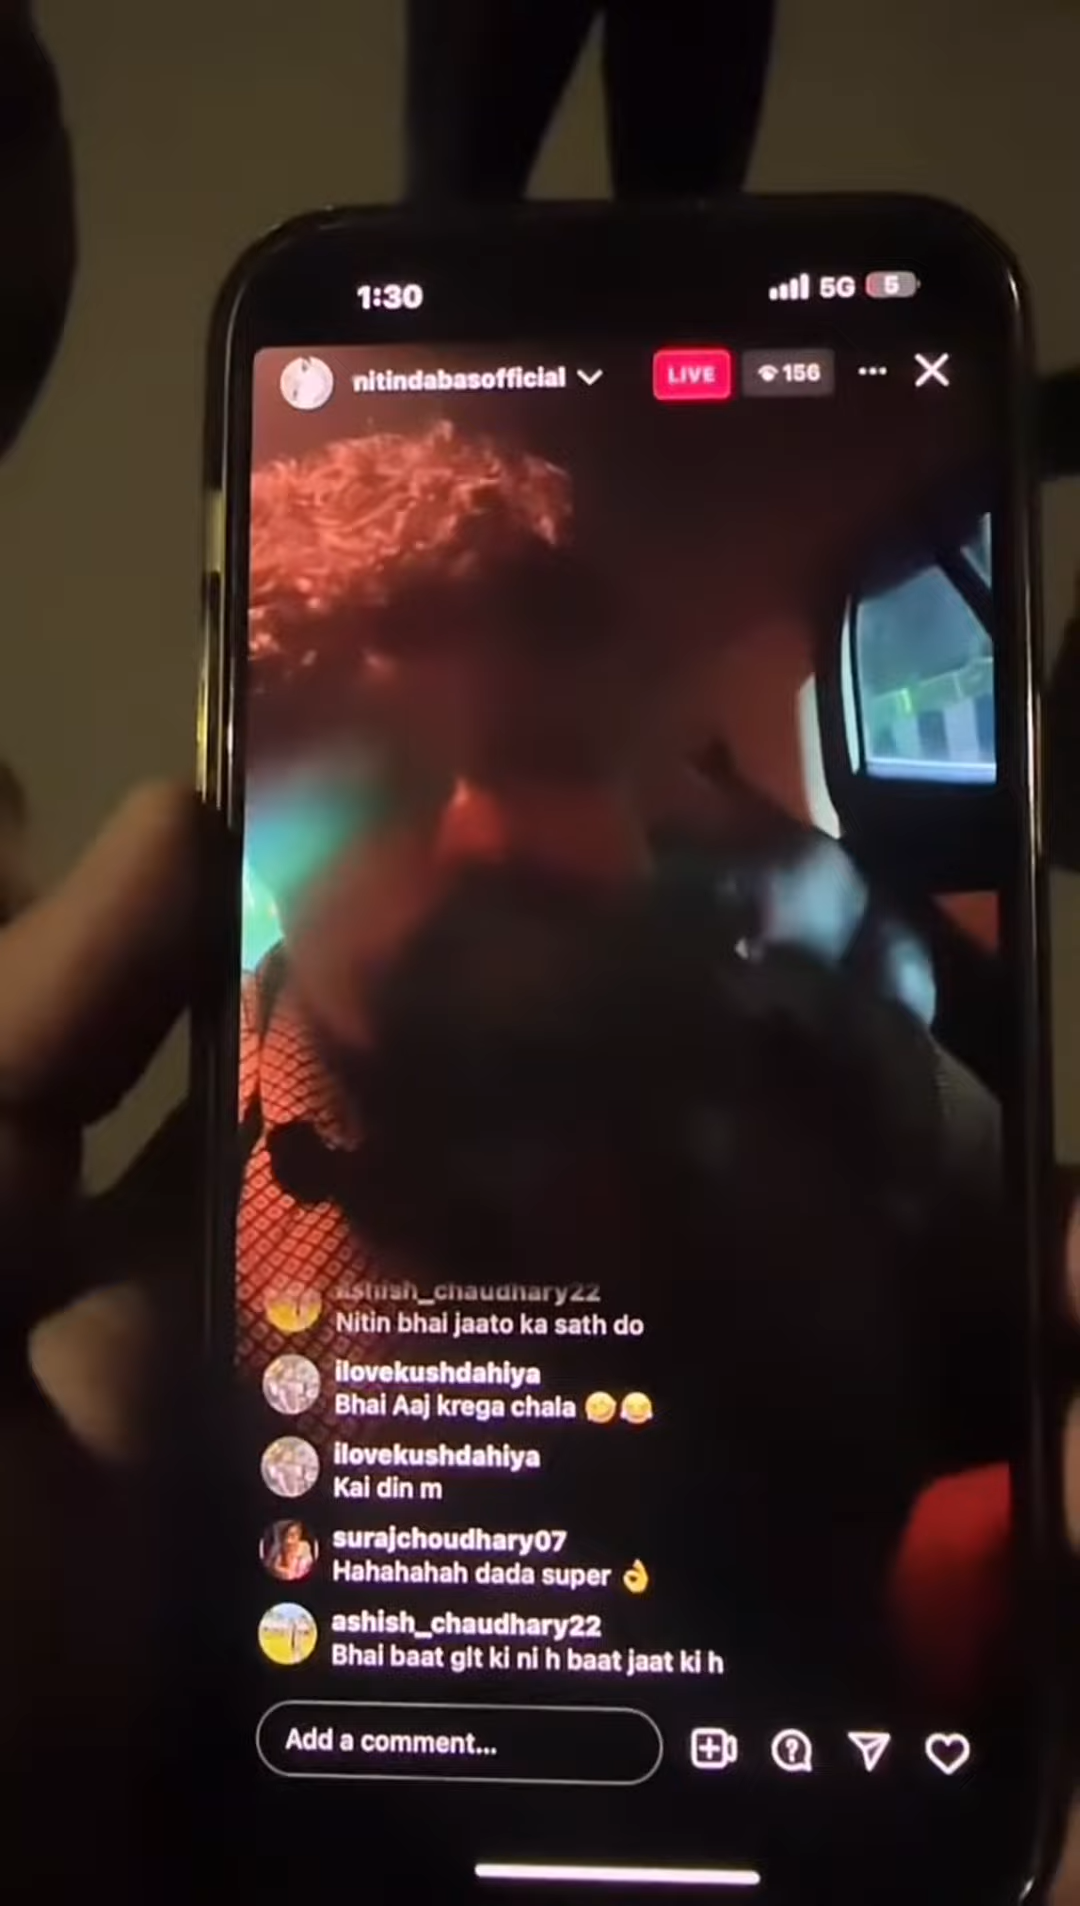 1:30
5G 5
nitindabasofficial
LIVE 156
ashish_chaudhary22
Nitin bhai jaato ka sath do
ilovekushdahiya
Bhai Aaj krega chala 🤣😂
ilovekushdahiya
Kai din m
surajchoudhary07
Hahahahah dada super 👌
ashish_chaudhary22
Bhai baat glt ki ni h baat jaat ki h
Add a comment...